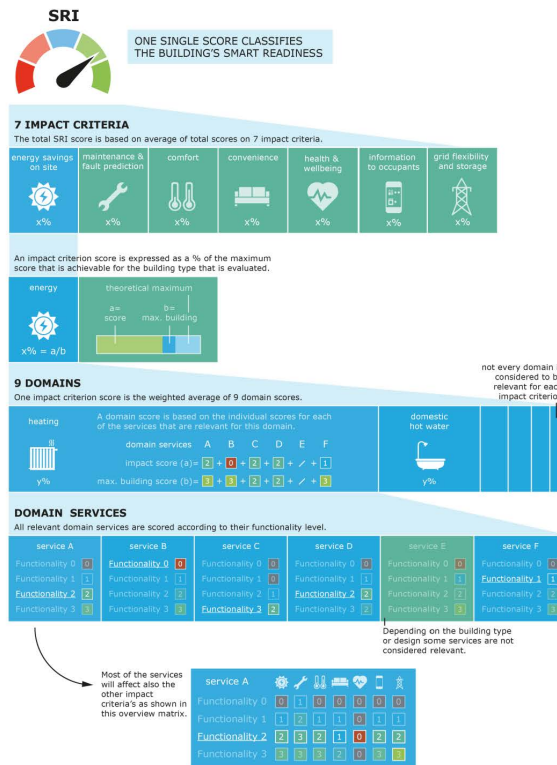 SRI
ONE SINGLE SCORE CLASSIFIES
THE BUILDING'S SMART READINESS
7 IMPACT CRITERIA
The total SRI score is based on average of total scores on 7 impact criteria.
energy savings
on site
x%
maintenance &
fault prediction
x%
comfort
x%
convenience
x%
health &
wellbeing
x%
information
to occupants
x%
grid flexibility
and storage
x%
An impact criterion score is expressed as a % of the maximum
score that is achievable for the building type that is evaluated.
energy
x% = a/b
theoretical maximum
a=
score
b=
max. building
not every domain
considered to b
relevant for eac
impact criterio
9 DOMAINS
One impact criterion score is the weighted average of 9 domain scores.
heating
y%
A domain score is based on the individual scores for each
of the services that are relevant for this domain.
domain services A B C D E F
impact score (a)= 2 + 0 + 2 + 2 + / + 1
max. building score (b)= 3 + 3 + 2 + 2 + / + 3
domestic
hot water
y%
DOMAIN SERVICES
All relevant domain services are scored according to their functionality level.
service A
Functionality 0 0
Functionality 1 1
Functionality 2 2
Functionality 3 3
service B
Functionality 0 0
Functionality 1 1
Functionality 2 2
Functionality 3 3
service C
Functionality 0 0
Functionality 1 0
Functionality 2 1
Functionality 3 2
service D
Functionality 0 0
Functionality 1 1
Functionality 2 2
Functionality 3 2
service E
Functionality 0 0
Functionality 1 1
Functionality 2 2
Functionality 3 3
service F
Functionality 0 0
Functionality 1 1
Functionality 2 2
Functionality 3 3
Depending on the building type
or design some services are not
considered relevant.
Most of the services
will affect also the
other impact
criteria's as shown in
this overview matrix.
service A
Functionality 0 0 1 0 0 0 0 0
Functionality 1 1 2 1 1 0 1 1
Functionality 2 2 3 2 1 0 2 2
Functionality 3 3 3 3 2 0 3 3